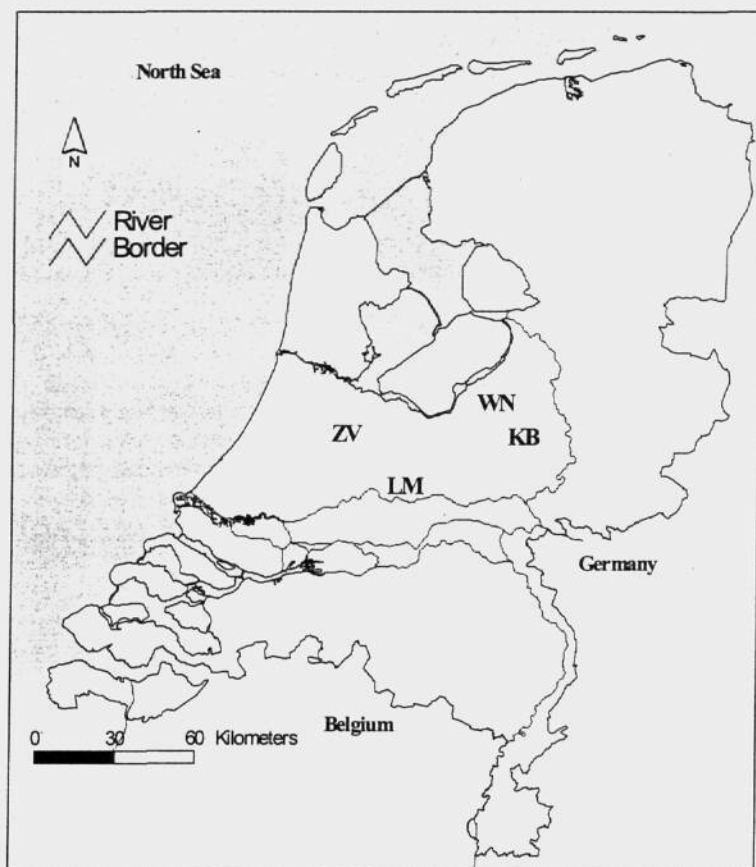 North Sea
N
River
Border
WN
ZV
KB
LM
Germany
Belgium
0 30 60 Kilometers